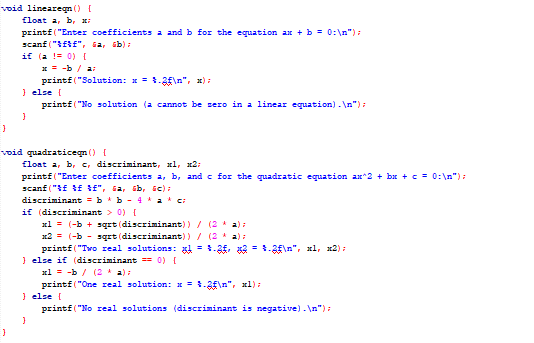 void lineareqn() {
float a, b, x;
printf("Enter coefficients a and b for the equation ax + b = 0:\n");
scanf("%f%f", &a, &b);
if (a != 0) {
x = -b / a;
printf("Solution: x = %.2f\n", x);
} else {
printf("No solution (a cannot be zero in a linear equation).\n");
}
}
void quadraticeqn() {
float a, b, c, discriminant, x1, x2;
printf("Enter coefficients a, b, and c for the quadratic equation ax^2 + bx + c = 0:\n");
scanf("%f %f %f", &a, &b, &c);
discriminant = b * b - 4 * a * c;
if (discriminant > 0) {
x1 = (-b + sqrt(discriminant)) / (2 * a);
x2 = (-b - sqrt(discriminant)) / (2 * a);
printf("Two real solutions: x1 = %.2f, x2 = %.2f\n", x1, x2);
} else if (discriminant == 0) {
x1 = -b / (2 * a);
printf("One real solution: x = %.2f\n", x1);
} else {
printf("No real solutions (discriminant is negative).\n");
}
}